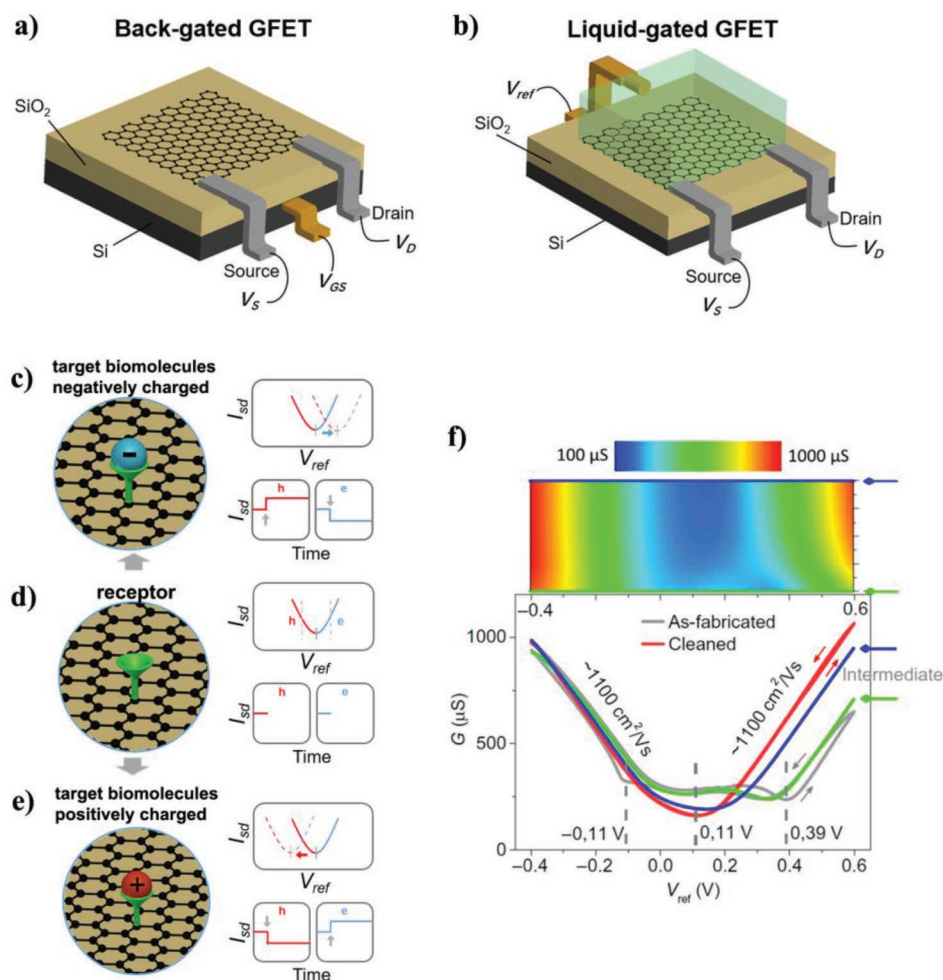 a)
Back-gated GFET
SiO2
Si
Source
VS
VGS
Drain
VD
b)
Liquid-gated GFET
Vref
SiO2
Si
Source
VS
Drain
VD
c)
target biomolecules
negatively charged
−
Isd
Vref
Isd
h
e
Time
d)
receptor
Isd
h
e
Vref
Isd
h
e
Time
e)
target biomolecules
positively charged
+
Isd
Vref
Isd
h
e
Time
f)
100 µS
1000 µS
−0.4
0.6
As-fabricated
Cleaned
Intermediate
~1100 cm2/Vs
~1100 cm2/Vs
1000
500
0
G (µS)
−0,11 V
0,11 V
0,39 V
−0.4
−0.2
0.0
0.2
0.4
0.6
Vref (V)